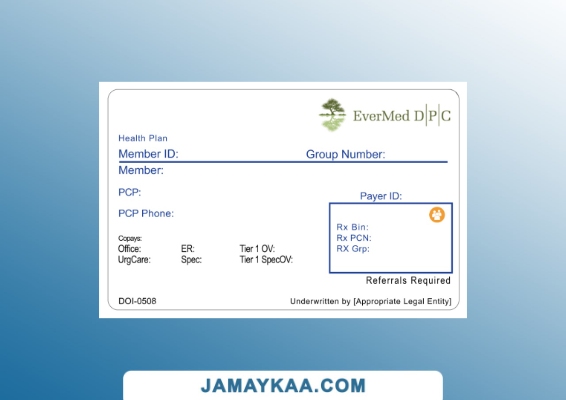 EverMed D|P|C
Health Plan
Member ID: Group Number:
Member:
PCP:
Payer ID:
PCP Phone:
Rx Bin:
Rx PCN:
RX Grp:
Copays:
Office: ER: Tier 1 OV:
UrgCare: Spec: Tier 1 SpecOV:
Referrals Required
DOI-0508 Underwritten by [Appropriate Legal Entity]
JAMAYKAA.COM